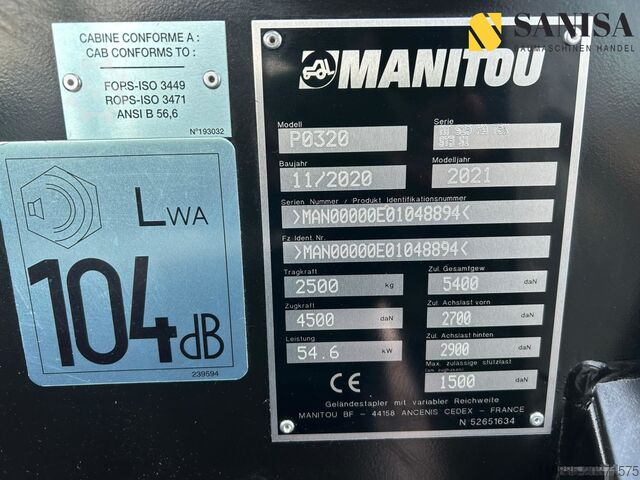 SANISA
BAUMASCHINEN HANDEL
CABINE CONFORME A :
CAB CONFORMS TO :
FOPS-ISO 3449
ROPS-ISO 3471
ANSI B 56,6
N°193032
LWA
104dB
239594
MANITOU
Modell
Serie
P0320
Baujahr
Modelljahr
11/2020
2021
Serien Nummer / Produkt Identifikationsnummer
>MAN00000E01048894<
Fz Ident.Nr.
>MAN00000E01048894<
Tragkraft
Zul. Gesamtgew
2500 kg
5400 daN
Zugkraft
Zul. Achslast vorn
4500 daN
2700 daN
Leistung
Zul. Achslast hinten
54.6 kW
2900 daN
Max. zulässige stützlast
1500 daN
CE
Geländestapler mit variabler Reichweite
MANITOU BF - 44158 ANCENIS CEDEX - FRANCE
N 52651634